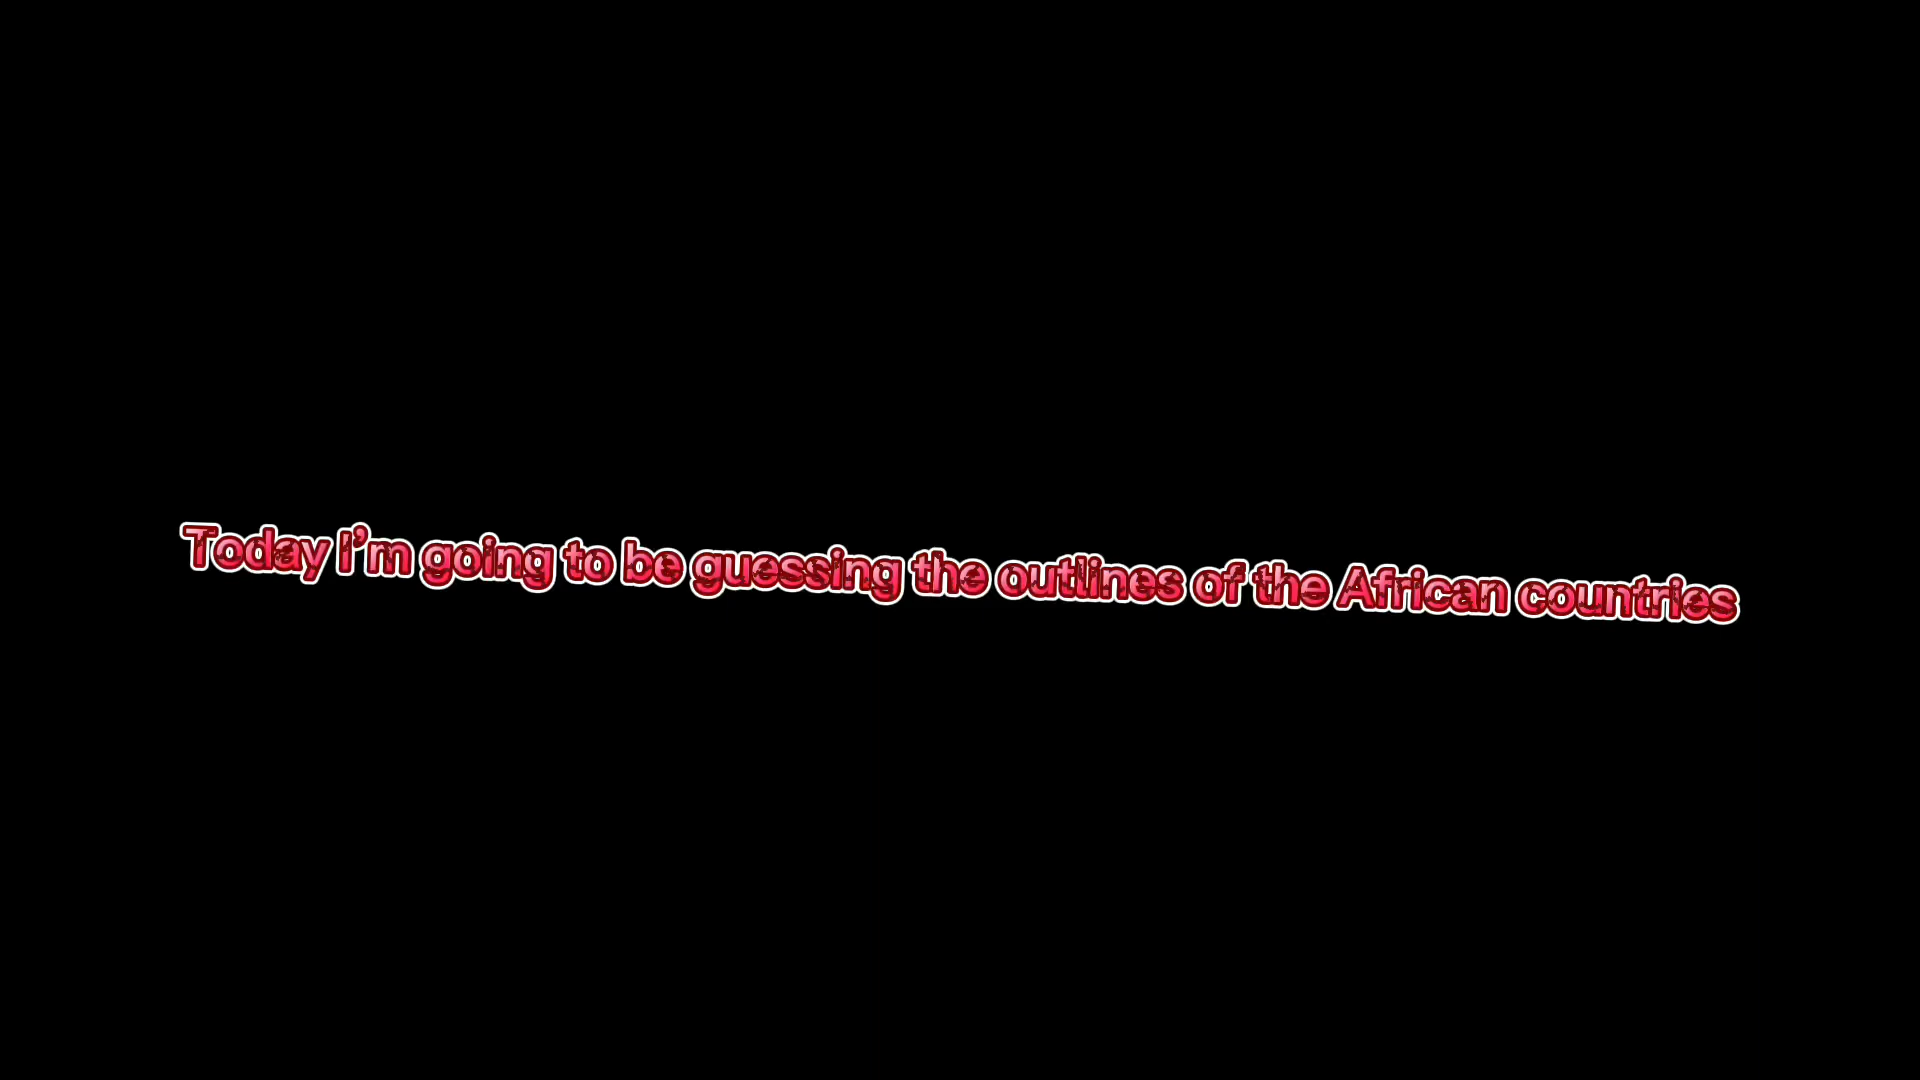 Today I’m going to be guessing the outlines of the African countries